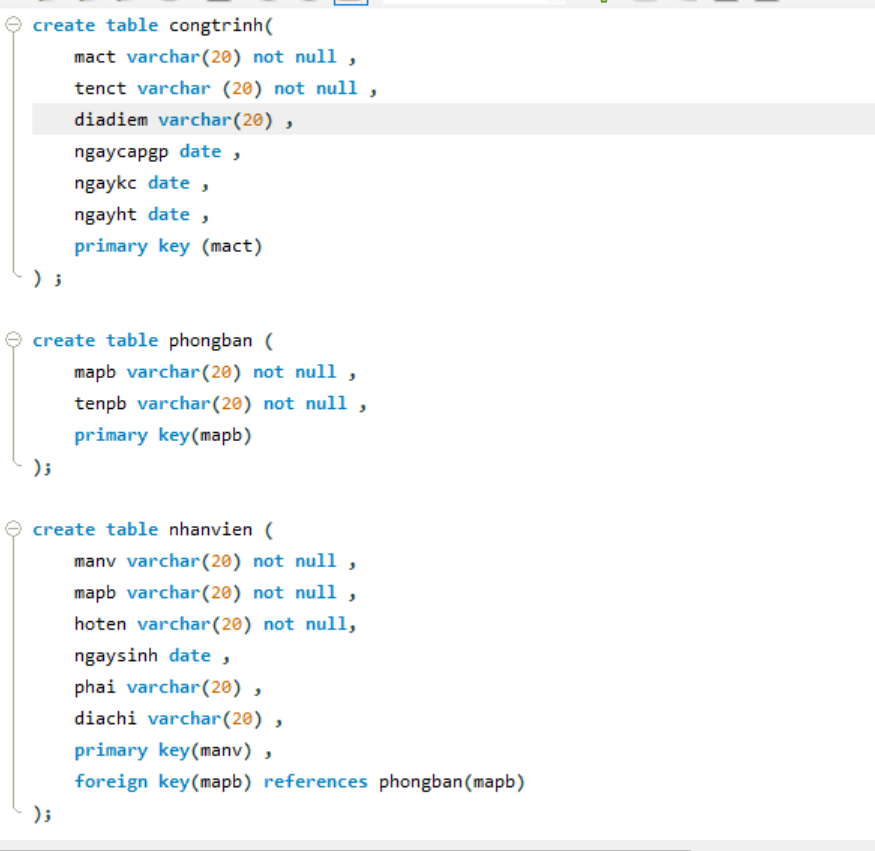 create table congtrinh(
mact varchar(20) not null ,
tenct varchar (20) not null ,
diadiem varchar(20) ,
ngaycapgp date ,
ngaykc date ,
ngayht date ,
primary key (mact)
) ;
create table phongban (
mapb varchar(20) not null ,
tenpb varchar(20) not null ,
primary key(mapb)
);
create table nhanvien (
manv varchar(20) not null ,
mapb varchar(20) not null ,
hoten varchar(20) not null,
ngaysinh date ,
phai varchar(20) ,
diachi varchar(20) ,
primary key(manv) ,
foreign key(mapb) references phongban(mapb)
);